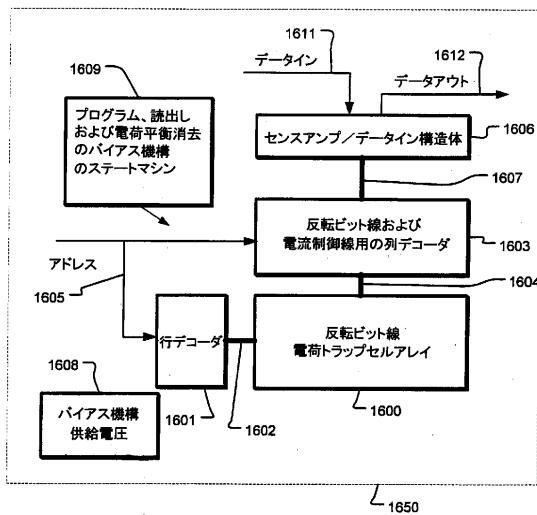 1611
1612
1609
データイン
データアウト
プログラム、読出し
および電荷平衡消去
のバイアス機構
のステートマシン
センスアンプ／データイン構造体
1606
1607
反転ビット線および
電流制御線用の列デコーダ
1603
アドレス
1604
1605
行デコーダ
反転ビット線
電荷トラップセルアレイ
1608
バイアス機構
供給電圧
1601
1602
1600
1650